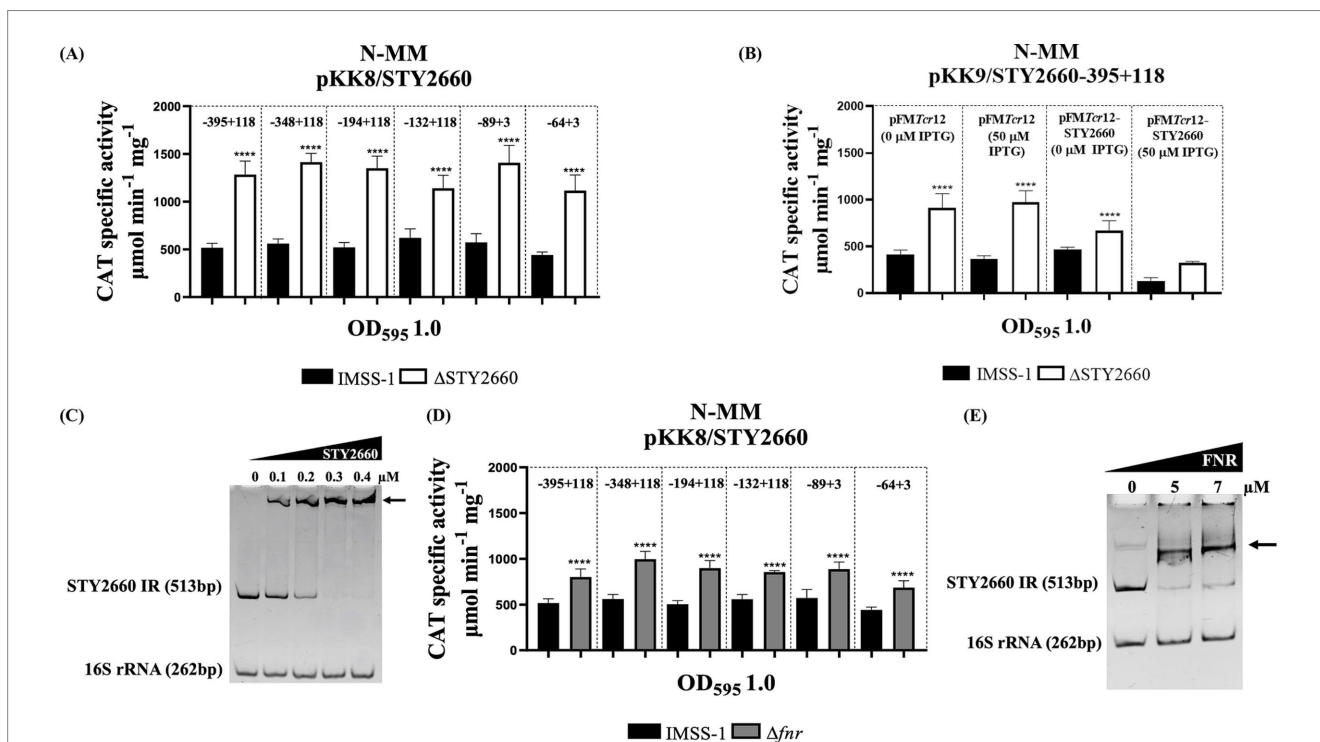 (A)
N-MM
pKK8/STY2660
CAT specific activity
µmol min-1 mg-1
2000
1500
1000
500
0
-395+118 -348+118 -194+118 -132+118 -89+3 -64+3
**** **** **** **** **** ****
OD595 1.0
IMSS-1 ΔSTY2660
(B)
N-MM
pKK9/STY2660-395+118
CAT specific activity
µmol min-1 mg-1
2000
1500
1000
500
0
pFMTcr12
(0 µM IPTG)
pFMTcr12
(50 µM
IPTG)
pFMTcr12-
STY2660
(0 µM IPTG)
pFMTcr12-
STY2660
(50 µM IPTG)
**** **** ****
OD595 1.0
IMSS-1 ΔSTY2660
(C)
STY2660
0 0.1 0.2 0.3 0.4 µM
STY2660 IR (513bp)
16S rRNA (262bp)
(D)
N-MM
pKK8/STY2660
CAT specific activity
µmol min-1 mg-1
2000
1500
1000
500
0
-395+118 -348+118 -194+118 -132+118 -89+3 -64+3
**** **** **** **** **** ****
OD595 1.0
IMSS-1 Δfnr
(E)
FNR
0 5 7 µM
STY2660 IR (513bp)
16S rRNA (262bp)